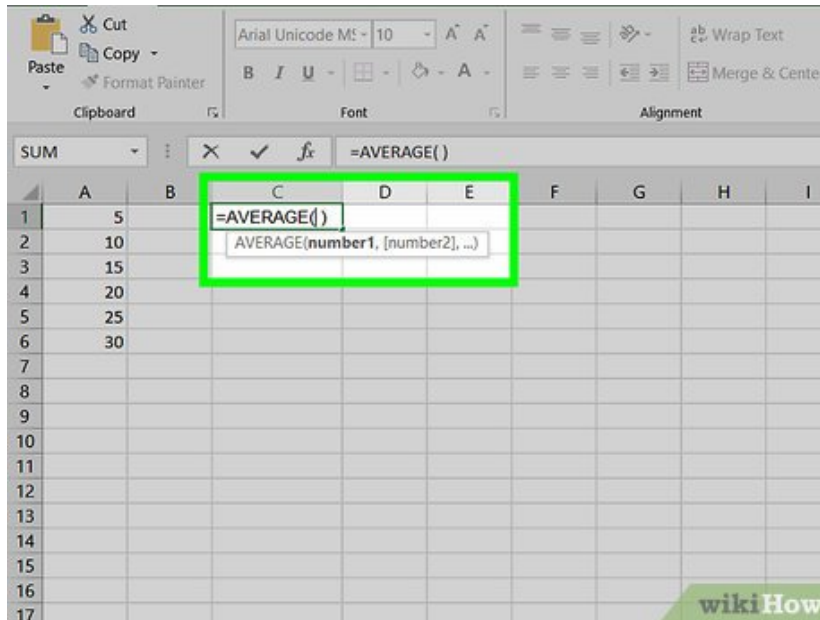 Cut
Copy
Format Painter
Paste
Clipboard
Arial Unicode MS 10 A A
B I U A
Font
ab Wrap Text
Merge & Cente
Alignment
SUM fx =AVERAGE( )
A B C D E F G H I
1 5 =AVERAGE( )
2 10 AVERAGE(number1, [number2], ...)
3 15
4 20
5 25
6 30
7
8
9
10
11
12
13
14
15
16
17
wikiHow